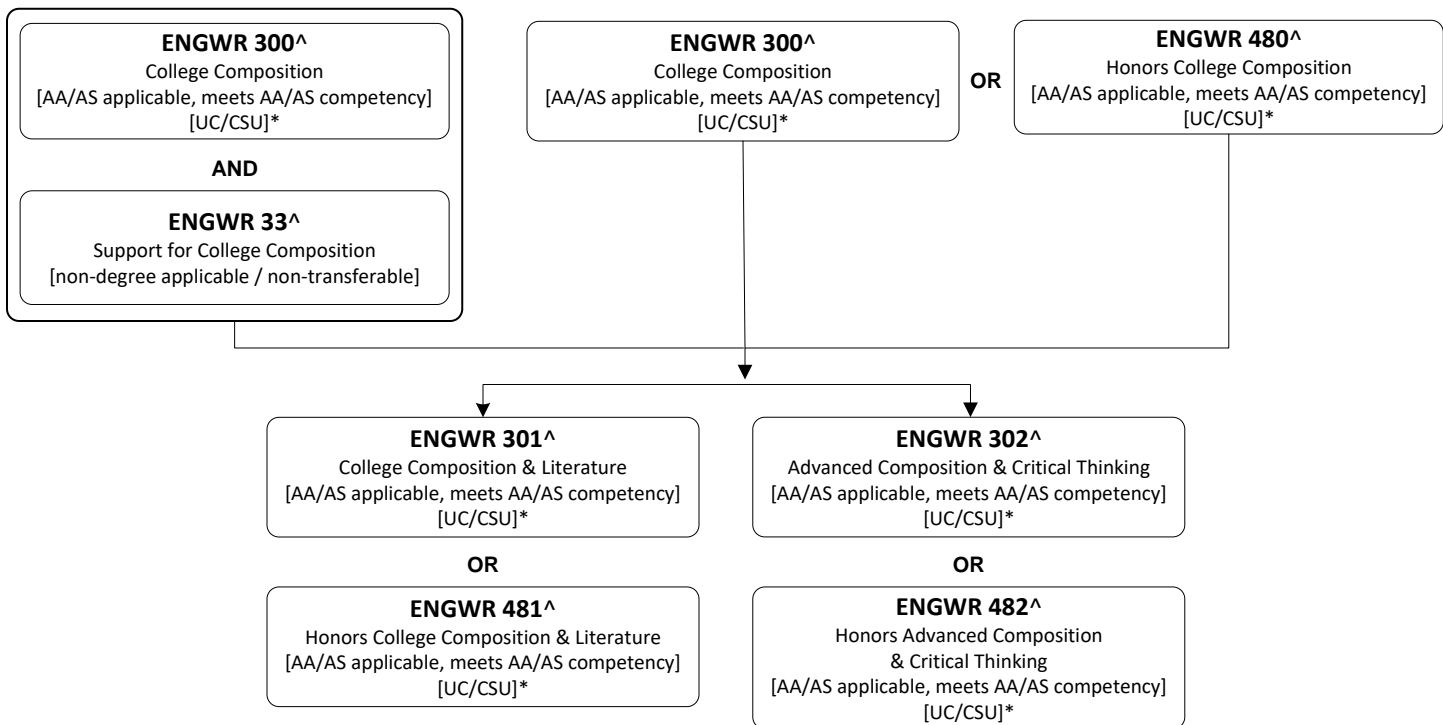 ENGWR 300^
College Composition
[AA/AS applicable, meets AA/AS competency]
[UC/CSU]*
AND
ENGWR 33^
Support for College Composition
[non-degree applicable / non-transferable]
ENGWR 300^
College Composition
[AA/AS applicable, meets AA/AS competency]
[UC/CSU]*
OR
ENGWR 480^
Honors College Composition
[AA/AS applicable, meets AA/AS competency]
[UC/CSU]*
ENGWR 301^
College Composition & Literature
[AA/AS applicable, meets AA/AS competency]
[UC/CSU]*
OR
ENGWR 481^
Honors College Composition & Literature
[AA/AS applicable, meets AA/AS competency]
[UC/CSU]*
ENGWR 302^
Advanced Composition & Critical Thinking
[AA/AS applicable, meets AA/AS competency]
[UC/CSU]*
OR
ENGWR 482^
Honors Advanced Composition
& Critical Thinking
[AA/AS applicable, meets AA/AS competency]
[UC/CSU]*